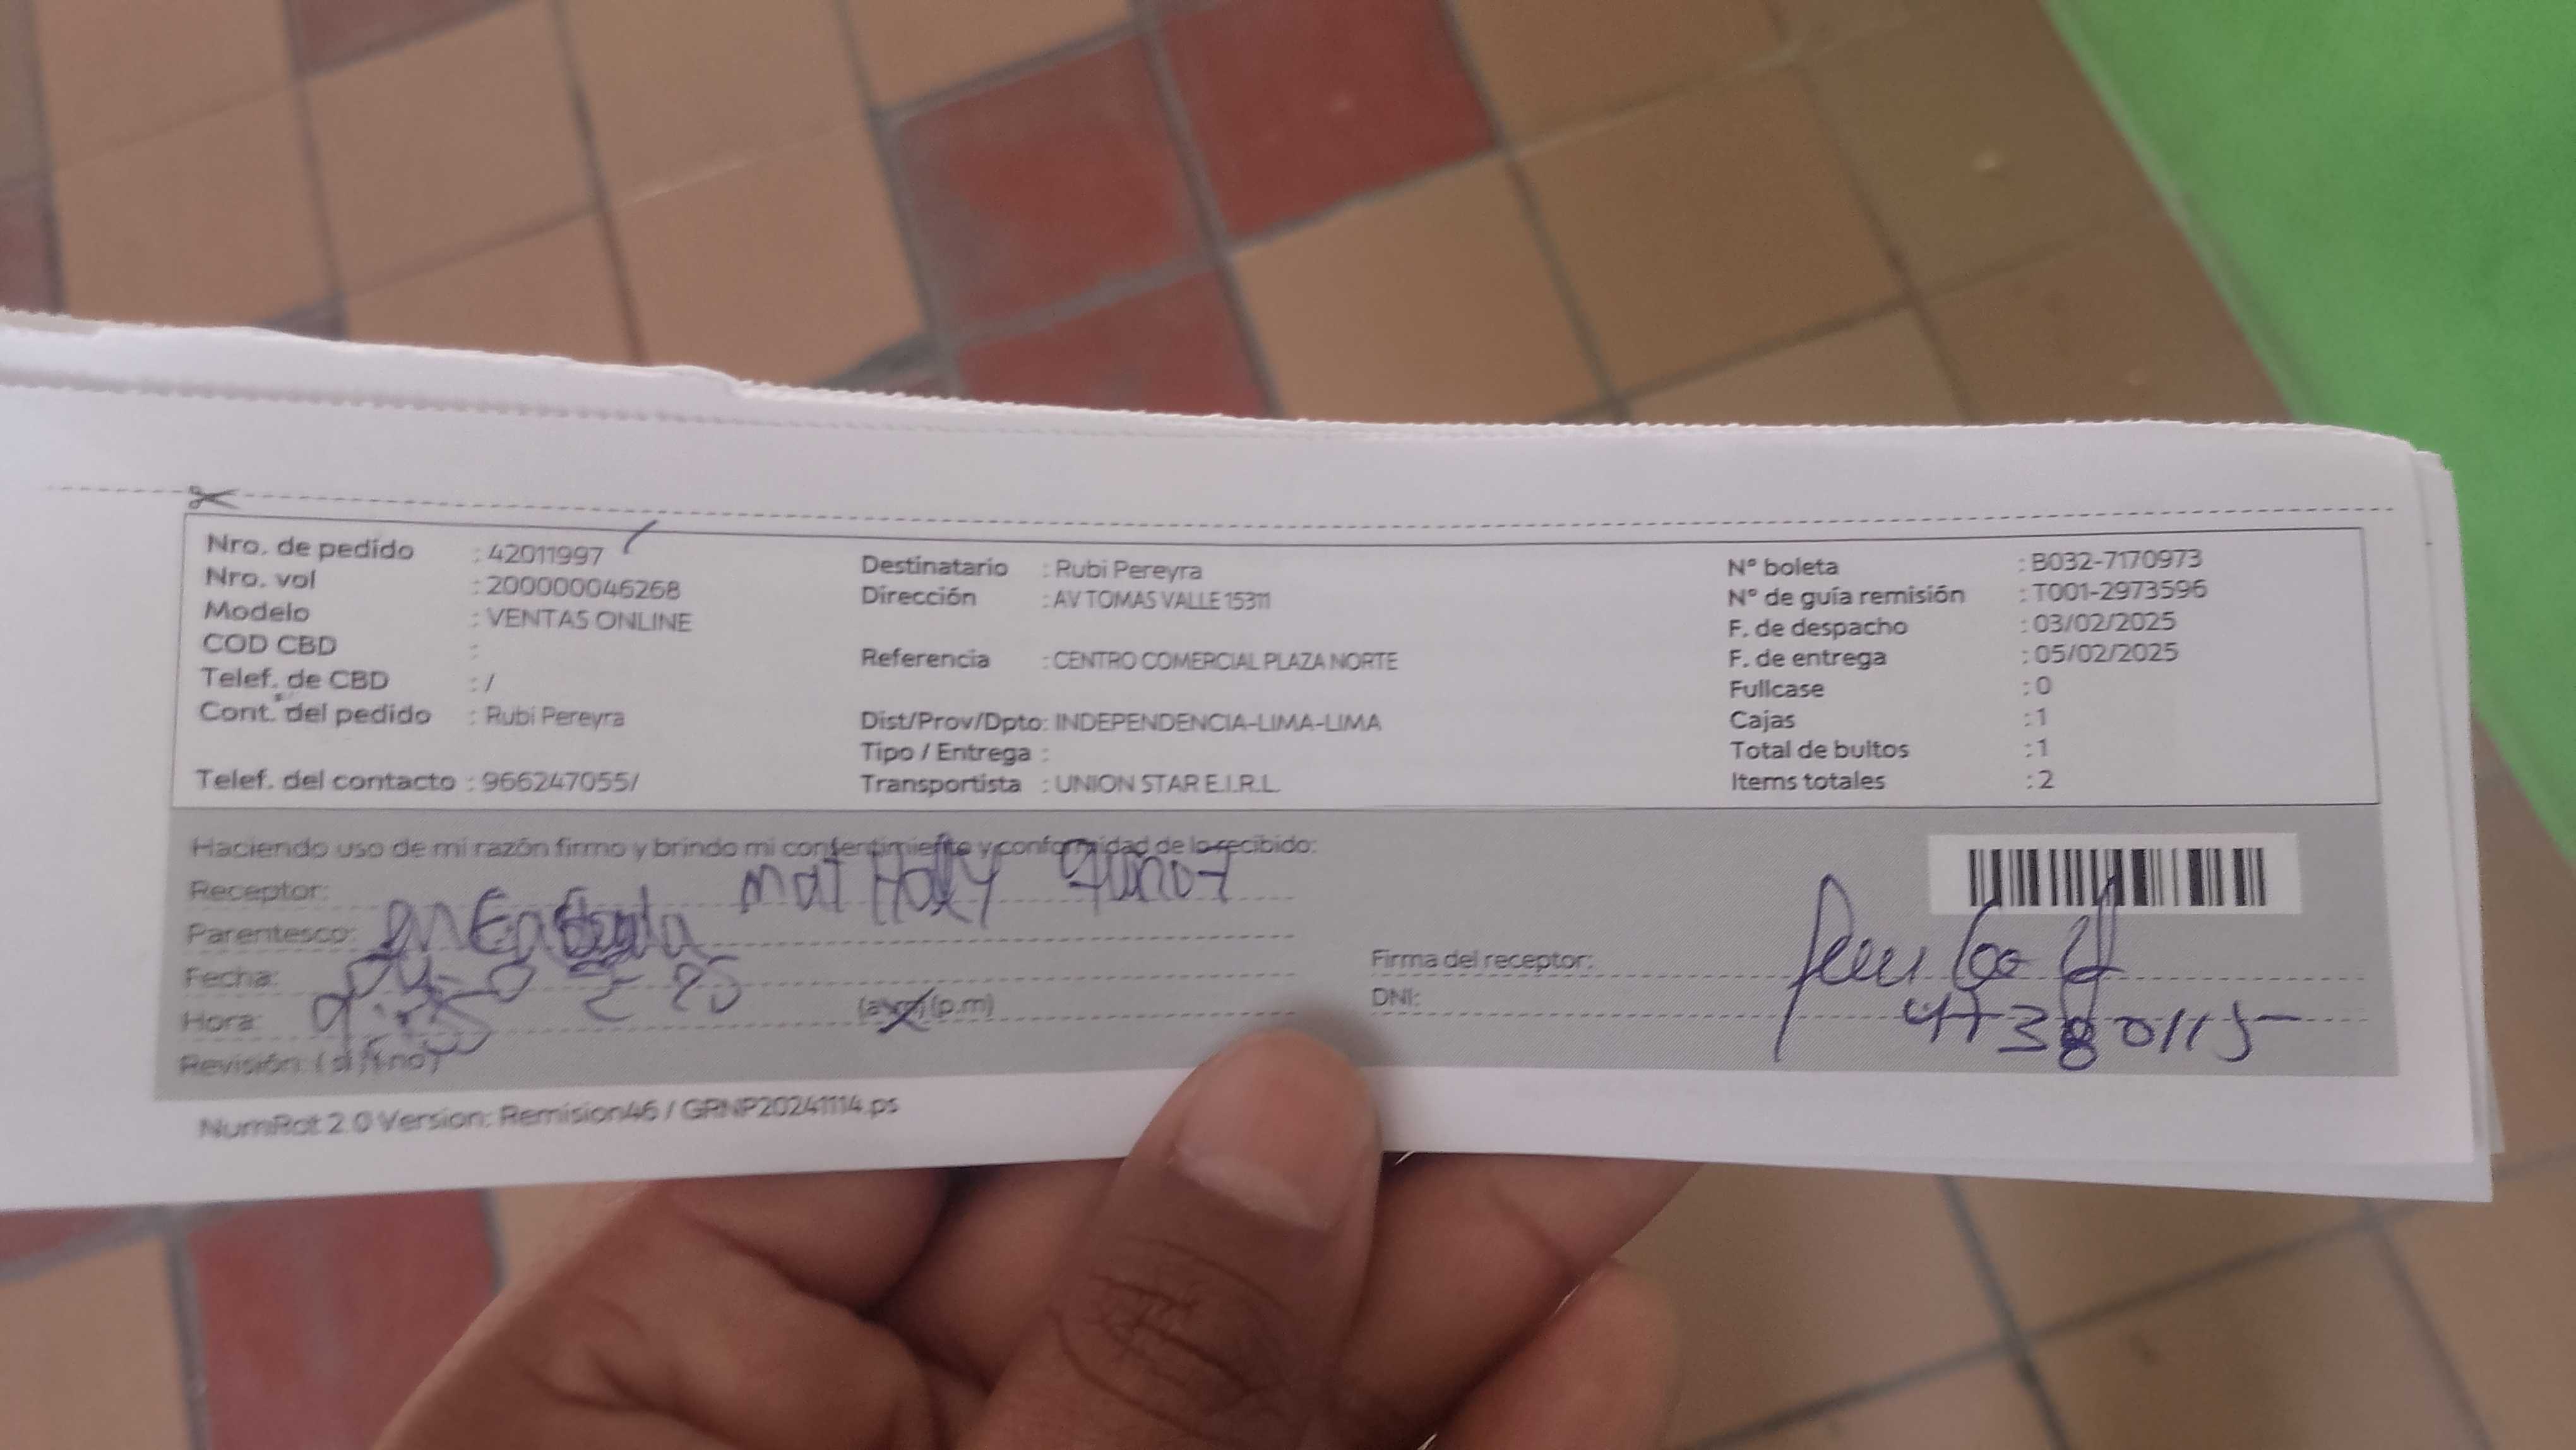 Nro. de pedido : 42011997
Nro. vol : 200000046268
Modelo : VENTAS ONLINE
COD CBD :
Telef. de CBD : /
Cont. del pedido : Rubi Pereyra
Telef. del contacto : 966247055/
Destinatario : Rubi Pereyra
Dirección : AV TOMAS VALLE 15311
Referencia : CENTRO COMERCIAL PLAZA NORTE
Dist/Prov/Dpto: INDEPENDENCIA-LIMA-LIMA
Tipo / Entrega :
Transportista : UNION STAR E.I.R.L.
N° boleta : B032-7170973
N° de guía remisión : T001-2973596
F. de despacho : 03/02/2025
F. de entrega : 05/02/2025
Fullcase : 0
Cajas : 1
Total de bultos : 1
Items totales : 2
Haciendo uso de mi razón firmo y brindo mi consentimiento y conformidad de lo recibido:
Receptor:
Parentesco:
Fecha:
Hora: (a.m) (p.m)
Revisión: ( si / no )
Firma del receptor:
DNI: 47380115
NumRot 2.0 Version: Remision46 / GRNP20241114.ps